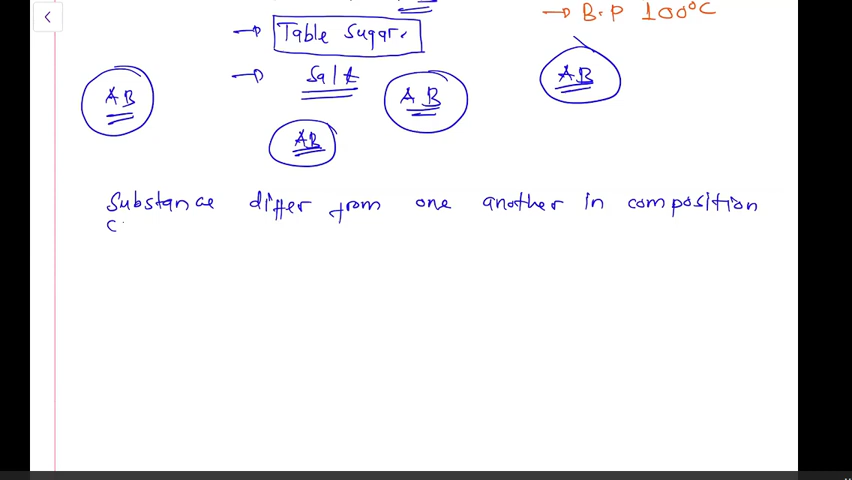 → B.P 100°C
→ Table Sugar.
→ Salt
AB
AB
AB
AB
Substance differ from one another in composition